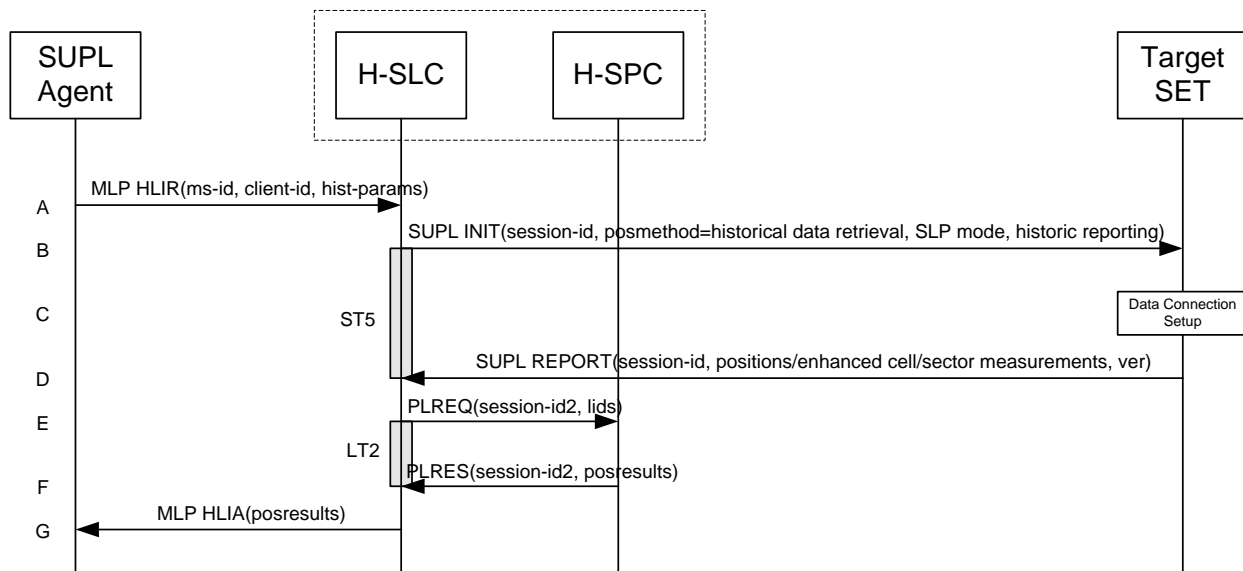 SUPL
Agent
H-SLC
H-SPC
Target
SET
MLP HLIR(ms-id, client-id, hist-params)
A
SUPL INIT(session-id, posmethod=historical data retrieval, SLP mode, historic reporting)
B
Data Connection
Setup
C
ST5
SUPL REPORT(session-id, positions/enhanced cell/sector measurements, ver)
D
PLREQ(session-id2, lids)
E
LT2
PLRES(session-id2, posresults)
F
MLP HLIA(posresults)
G